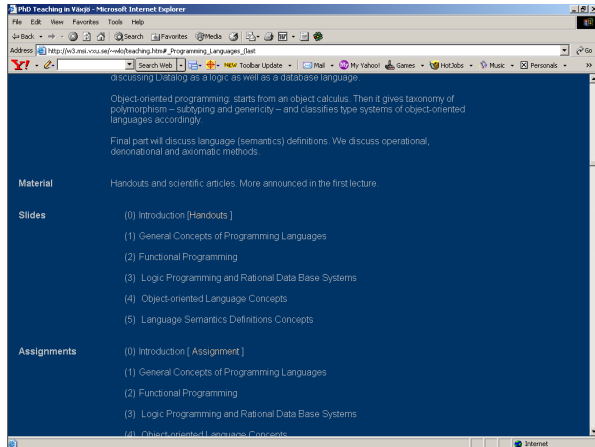 PhD Teaching in Växjö - Microsoft Internet Explorer
File Edit View Favorites Tools Help
Back Search Favorites Media
Address http://w3.msi.vxu.se/~wlo/teaching.htm#_Programming_Languages_(last Go
Y! Search Web NEW Toolbar Update Mail My Yahoo! Games HotJobs Music Personals »
discussing Datalog as a logic as well as a database language.
Object-oriented programming: starts from an object calculus. Then it gives taxonomy of
polymorphism – subtyping and genericity – and classifies type systems of object-oriented
languages accordingly.
Final part will discuss language (semantics) definitions. We discuss operational,
denonational and axiomatic methods.
Material Handouts and scientific articles. More announced in the first lecture.
Slides (0) Introduction [Handouts ]
(1) General Concepts of Programming Languages
(2) Functional Programming
(3) Logic Programming and Rational Data Base Systems
(4) Object-oriented Language Concepts
(5) Language Semantics Definitions Concepts
Assignments (0) Introduction [ Assignment ]
(1) General Concepts of Programming Languages
(2) Functional Programming
(3) Logic Programming and Rational Data Base Systems
(4) Object-oriented Language Concepts
Internet